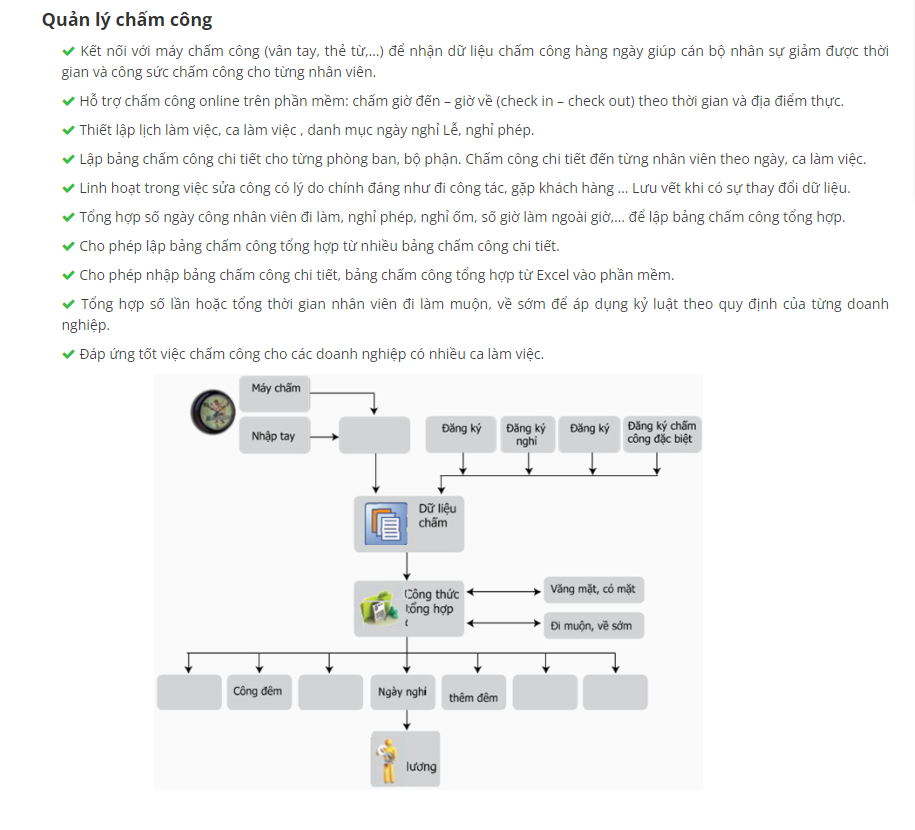 Quản lý chấm công
Kết nối với máy chấm công (vân tay, thẻ từ,...) để nhận dữ liệu chấm công hàng ngày giúp cán bộ nhân sự giảm được thời
gian và công sức chấm công cho từng nhân viên.
Hỗ trợ chấm công online trên phần mềm: chấm giờ đến – giờ về (check in – check out) theo thời gian và địa điểm thực.
Thiết lập lịch làm việc, ca làm việc , danh mục ngày nghỉ Lễ, nghỉ phép.
Lập bảng chấm công chi tiết cho từng phòng ban, bộ phận. Chấm công chi tiết đến từng nhân viên theo ngày, ca làm việc.
Linh hoạt trong việc sửa công có lý do chính đáng như đi công tác, gặp khách hàng ... Lưu vết khi có sự thay đổi dữ liệu.
Tổng hợp số ngày công nhân viên đi làm, nghỉ phép, nghỉ ốm, số giờ làm ngoài giờ,... để lập bảng chấm công tổng hợp.
Cho phép lập bảng chấm công tổng hợp từ nhiều bảng chấm công chi tiết.
Cho phép nhập bảng chấm công chi tiết, bảng chấm công tổng hợp từ Excel vào phần mềm.
Tổng hợp số lần hoặc tổng thời gian nhân viên đi làm muộn, về sớm để áp dụng kỷ luật theo quy định của từng doanh
nghiệp.
Đáp ứng tốt việc chấm công cho các doanh nghiệp có nhiều ca làm việc.
Máy chấm
Nhập tay
Đăng ký
Đăng ký
nghỉ
Đăng ký
Đăng ký chấm
công đặc biệt
Dữ liệu
chấm
Công thức
tổng hợp
Vắng mặt, có mặt
Đi muộn, về sớm
Công đêm
Ngày nghỉ
thêm đêm
lương